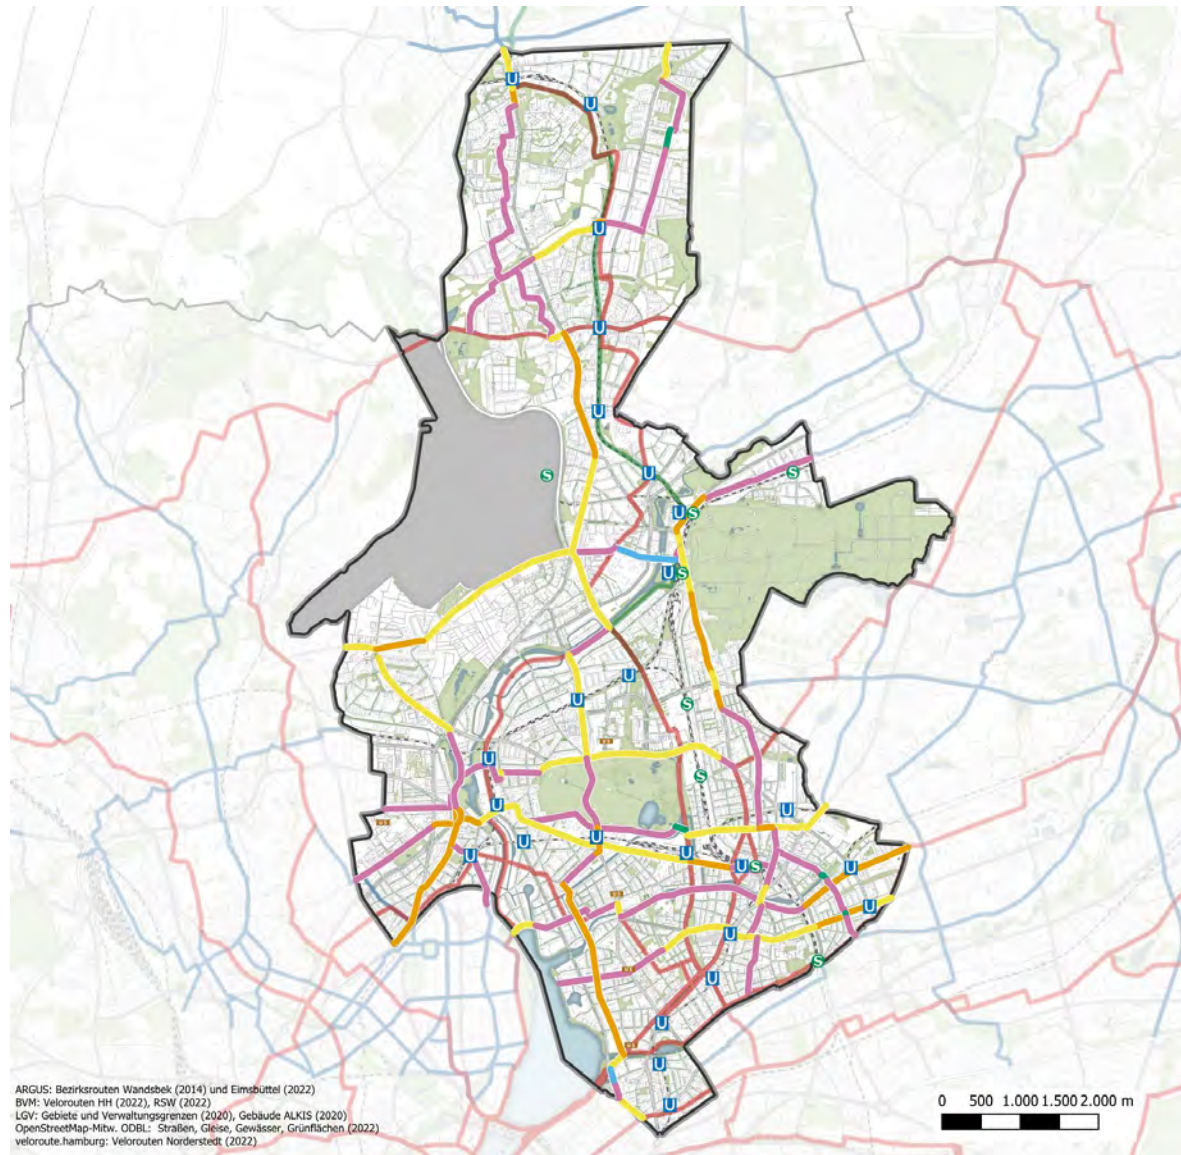 U
U
U
U
U
U
S
S
U
S
U
S
U
U
S
U
S
U
U
U
U
U
U
U
S
U
U
U
U
S
U
U
U
U
ARGUS: Bezirksrouten Wandsbek (2014) und Eimsbüttel (2022)
BVM: Velorouten HH (2022), RSW (2022)
LGV: Gebiete und Verwaltungsgrenzen (2020), Gebäude ALKIS (2020)
OpenStreetMap-Mitw. ODBL: Straßen, Gleise, Gewässer, Grünflächen (2022)
veloroute.hamburg: Velorouten Norderstedt (2022)
0 500 1.000 1.500 2.000 m